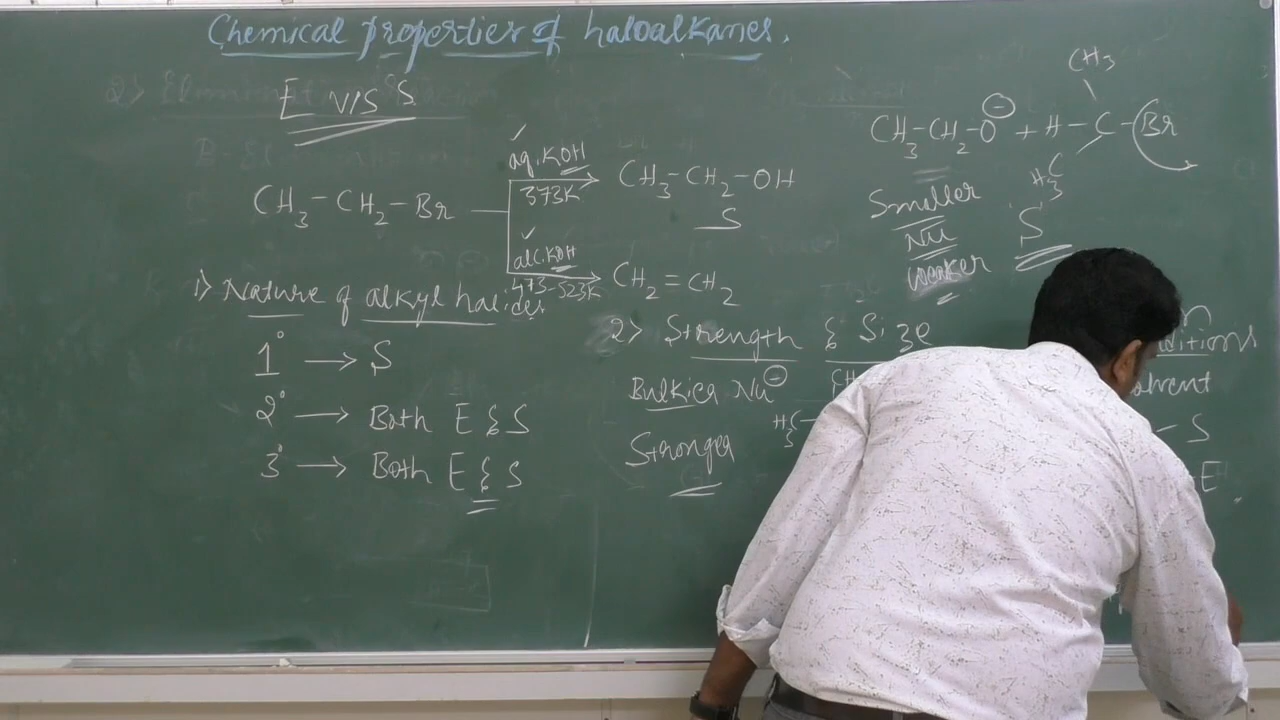 Chemical properties of haloalkanes.
E V/S S
CH3-CH2-Br
aq.KOH
373K
CH3-CH2-OH
S
alc.KOH
473-523K
CH2=CH2
1) Nature of alkyl halides
1° → S
2° → Both E & S
3° → Both E & S
2) Strength & Size
Bulkier Nu⊖
Stronger
H3C
CH3-CH2-O⊖ + H-C-Br
CH3
H3C
Smaller
Nu
Weaker
S
- S
E